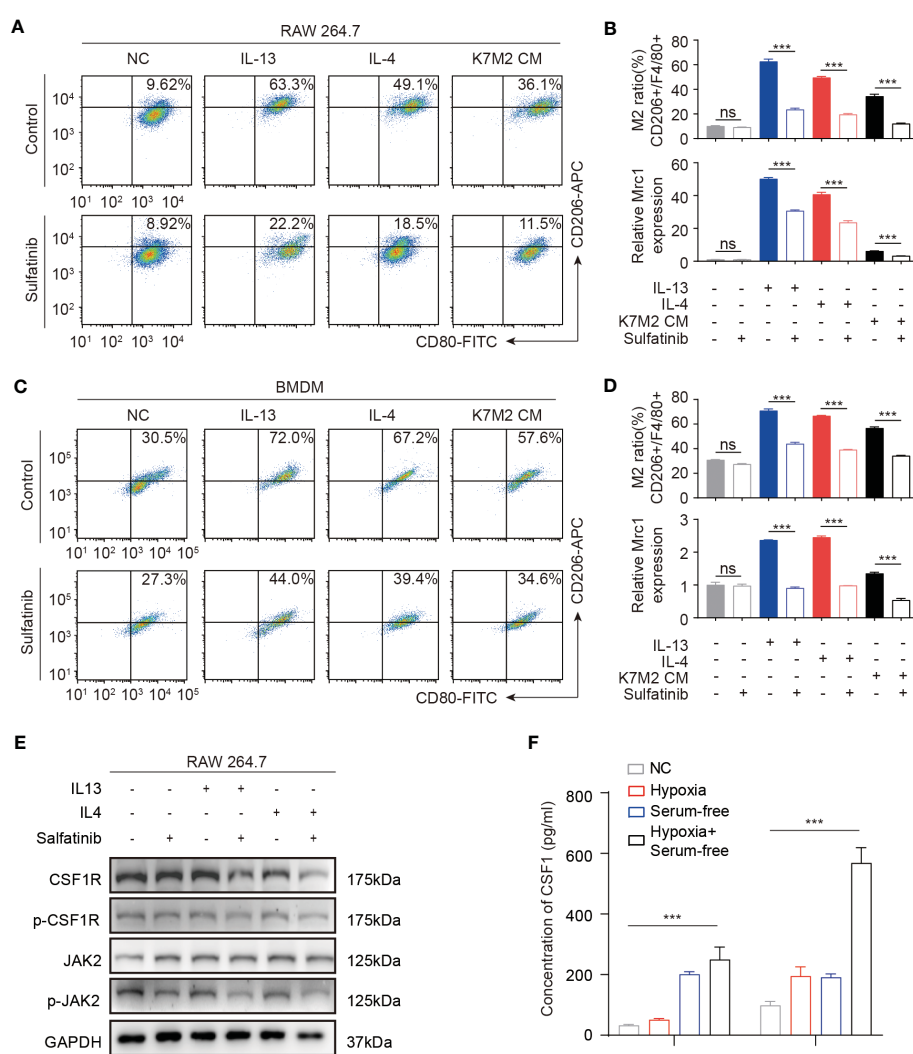 A
RAW 264.7
NC IL-13 IL-4 K7M2 CM
Control
9.62% 63.3% 49.1% 36.1%
10⁴
10³
10²
10¹ 10² 10³ 10⁴
Sulfatinib
8.92% 22.2% 18.5% 11.5%
10⁴
10³
10²
10¹ 10² 10³ 10⁴
CD80-FITC
CD206-APC
B
M2 ratio(%)
CD206+/F4/80+
80
60
40
20
0
ns *** *** ***
Relative Mrc1
expression
60
40
20
0
ns *** *** ***
IL-13 - - + + - - - -
IL-4 - - - - + + - -
K7M2 CM - - - - - - + +
Sulfatinib - + - + - + - +
C
BMDM
NC IL-13 IL-4 K7M2 CM
Control
30.5% 72.0% 67.2% 57.6%
10⁵
10³
10¹
10¹ 10³ 10⁴ 10⁵
Sulfatinib
27.3% 44.0% 39.4% 34.6%
10⁵
10³
10¹
10¹ 10³ 10⁴ 10⁵
CD80-FITC
CD206-APC
D
M2 ratio(%)
CD206+/F4/80+
80
60
40
20
0
ns *** *** ***
Relative Mrc1
expression
3
2
1
0
ns *** *** ***
IL-13 - - + + - - - -
IL-4 - - - - + + - -
K7M2 CM - - - - - - + +
Sulfatinib - + - + - + - +
E
RAW 264.7
IL13 - - + + - -
IL4 - - - - + +
Salfatinib - + - + - +
CSF1R 175kDa
p-CSF1R 175kDa
JAK2 125kDa
p-JAK2 125kDa
GAPDH 37kDa
F
NC
Hypoxia
Serum-free
Hypoxia+
Serum-free
Concentration of CSF1 (pg/ml)
800
600
400
200
0
*** ***